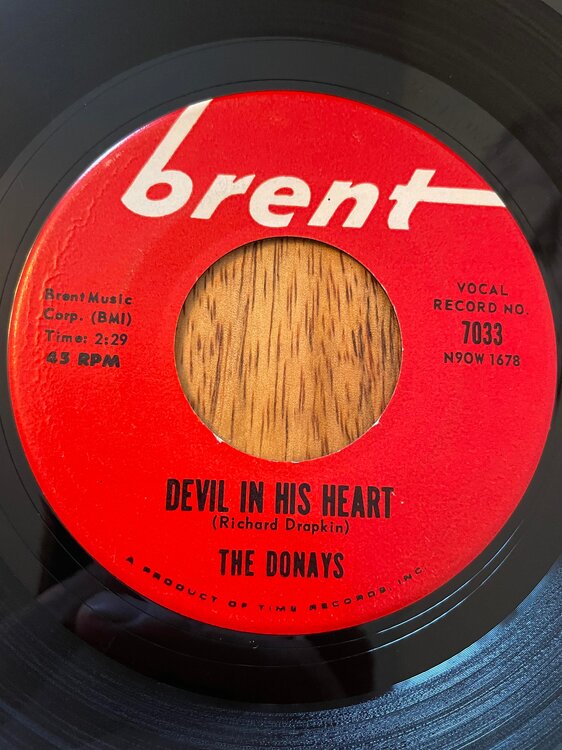 brent
Brent Music
Corp. (BMI)
Time: 2:29
45 RPM
VOCAL
RECORD NO.
7033
N9OW 1678
DEVIL IN HIS HEART
(Richard Drapkin)
THE DONAYS
A PRODUCT OF TIME RECORDS INC.